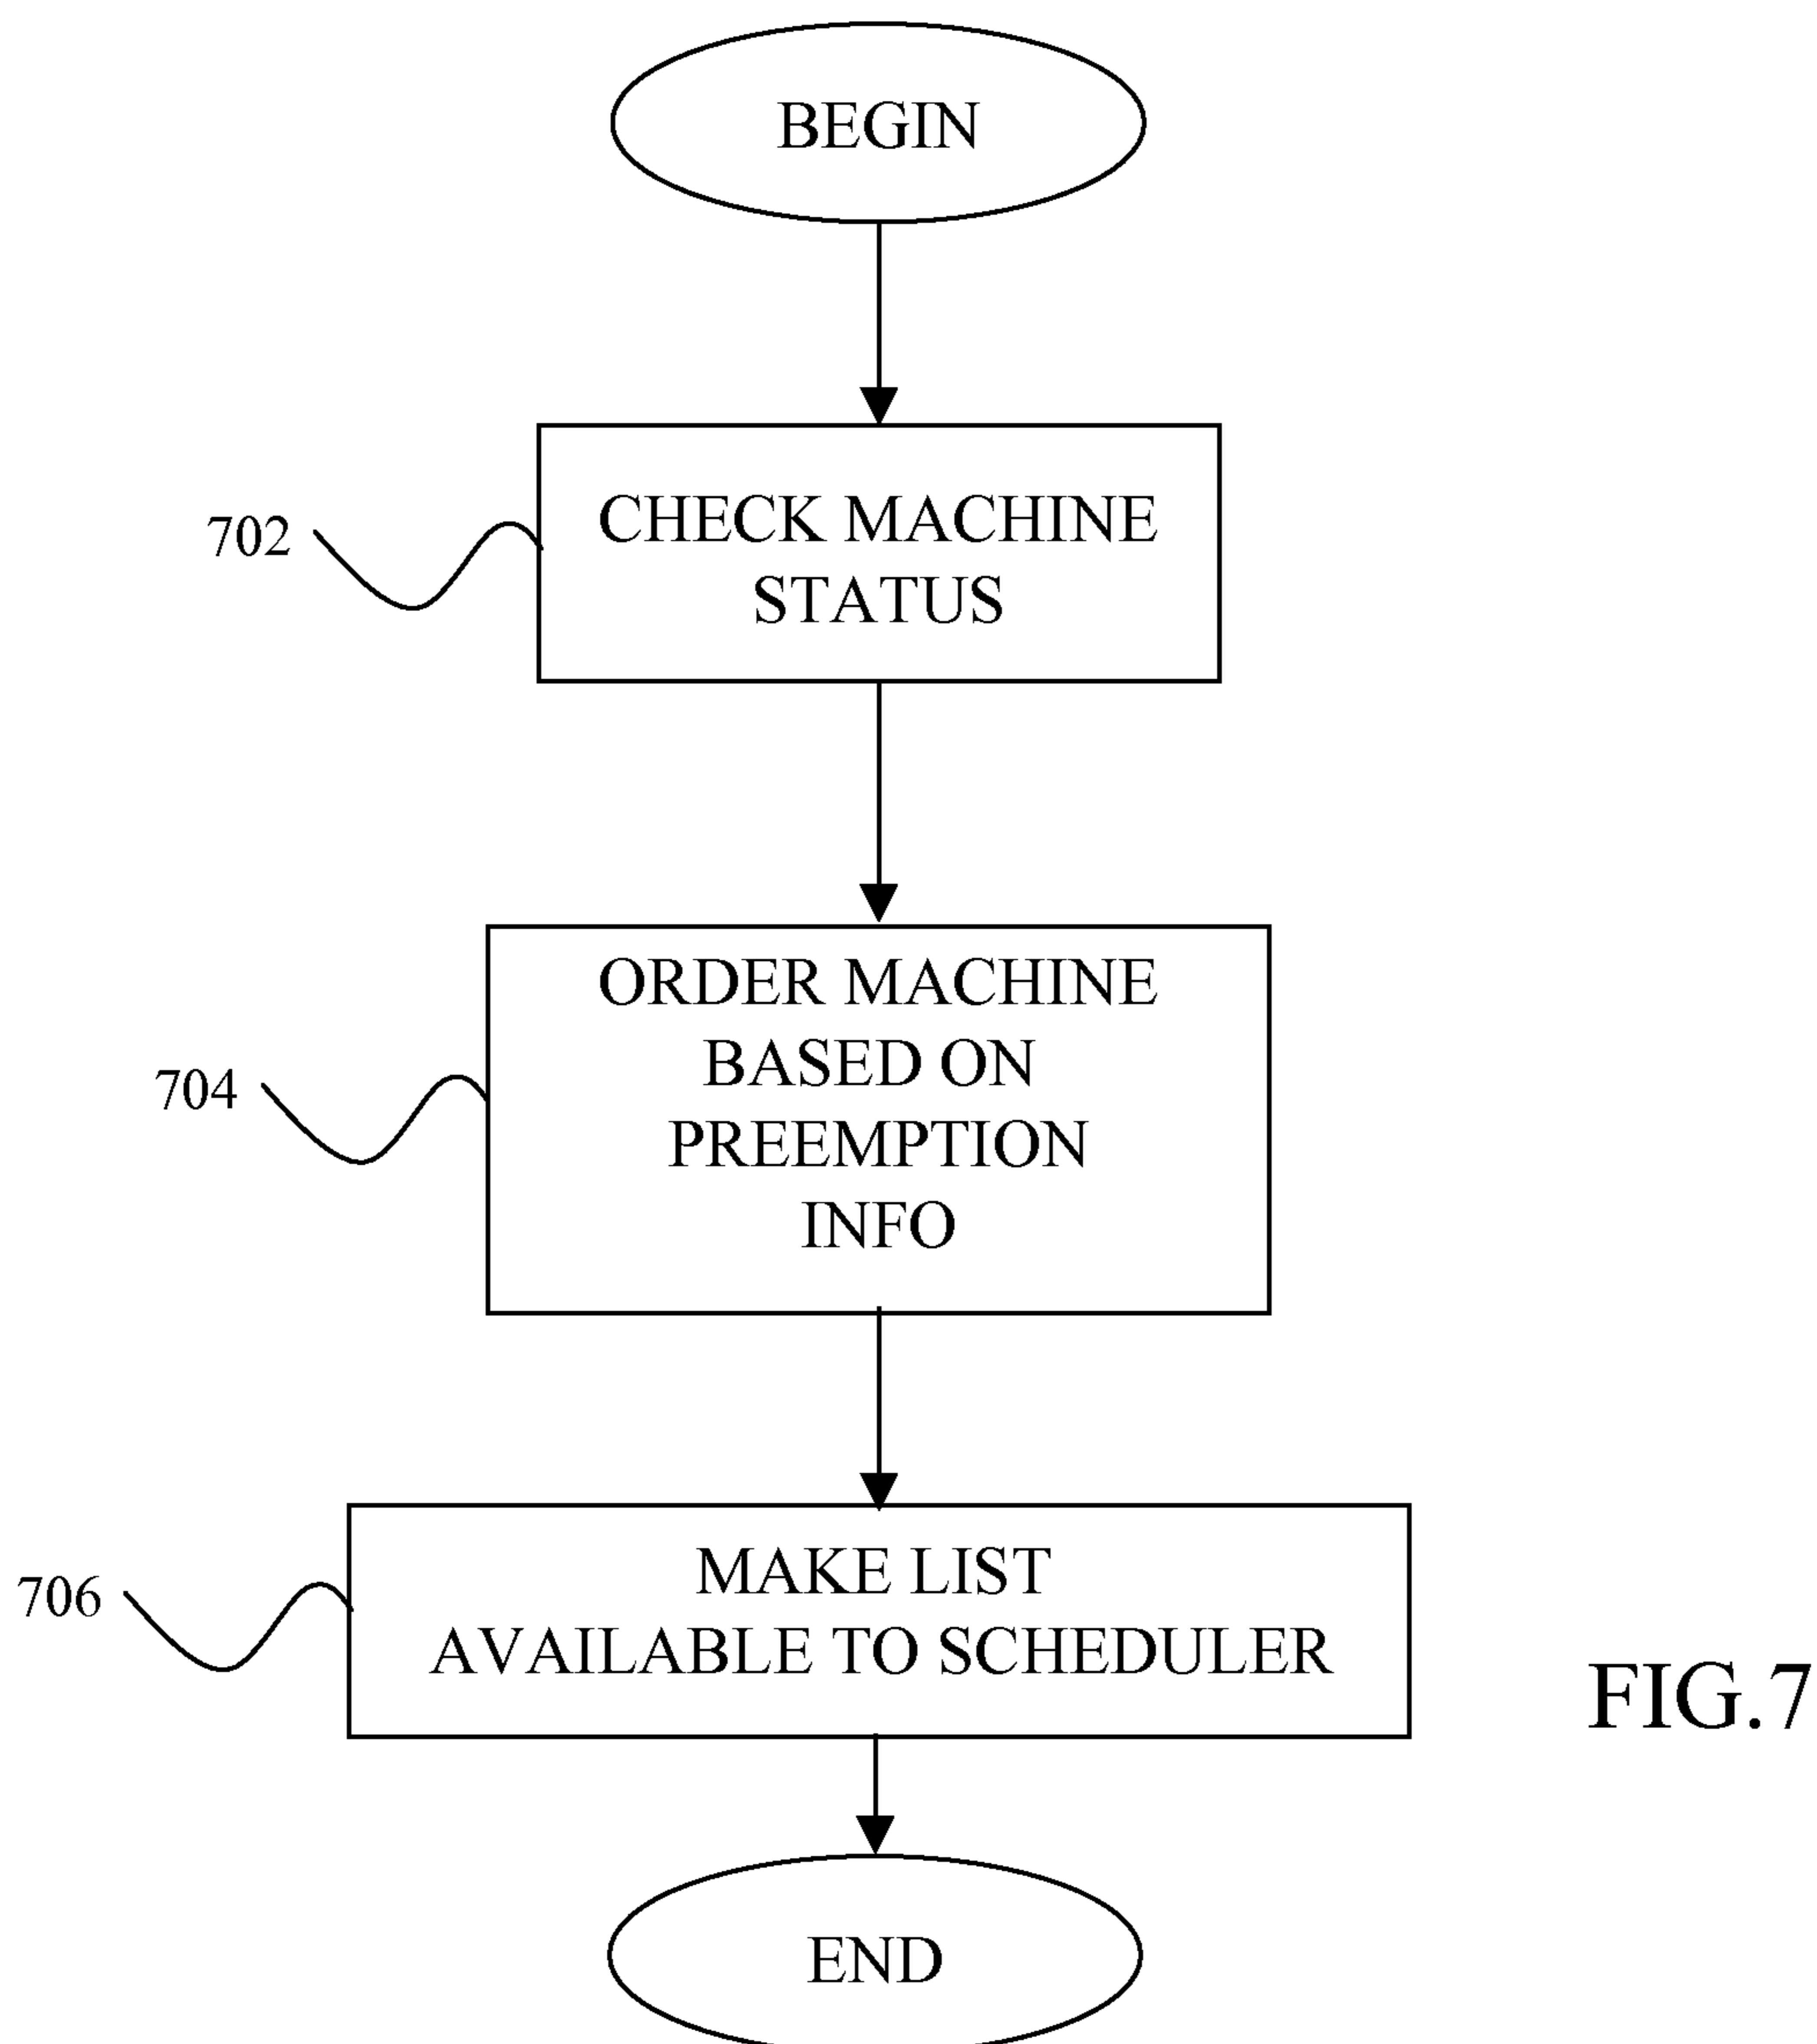 BEGIN
702
CHECK MACHINE
STATUS
704
ORDER MACHINE
BASED ON
PREEMPTION
INFO
706
MAKE LIST
AVAILABLE TO SCHEDULER
FIG.7
END